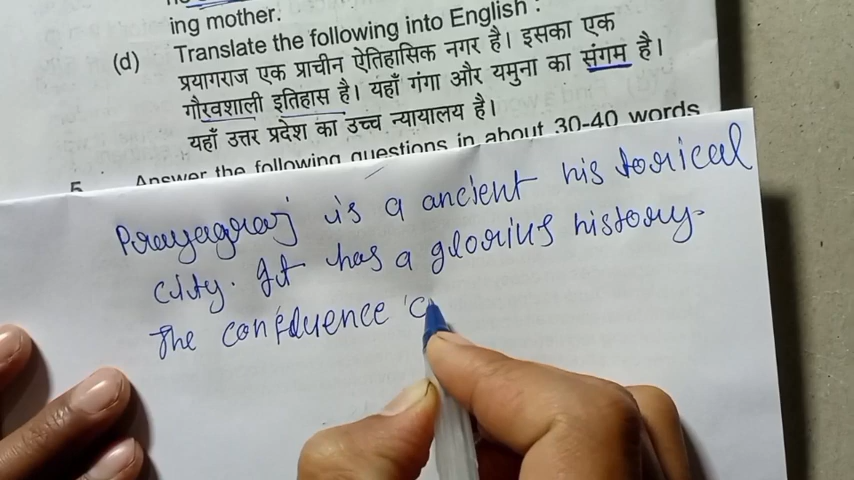 ing mother.
(d) Translate the following into English :
प्रयागराज एक प्राचीन ऐतिहासिक नगर है। इसका एक
गौरवशाली इतिहास है। यहाँ गंगा और यमुना का संगम है।
यहाँ उत्तर प्रदेश का उच्च न्यायालय है।
5. Answer the following questions in about 30-40 words
Prayagraj is a ancient historical
city. It has a glorius history.
The confluence